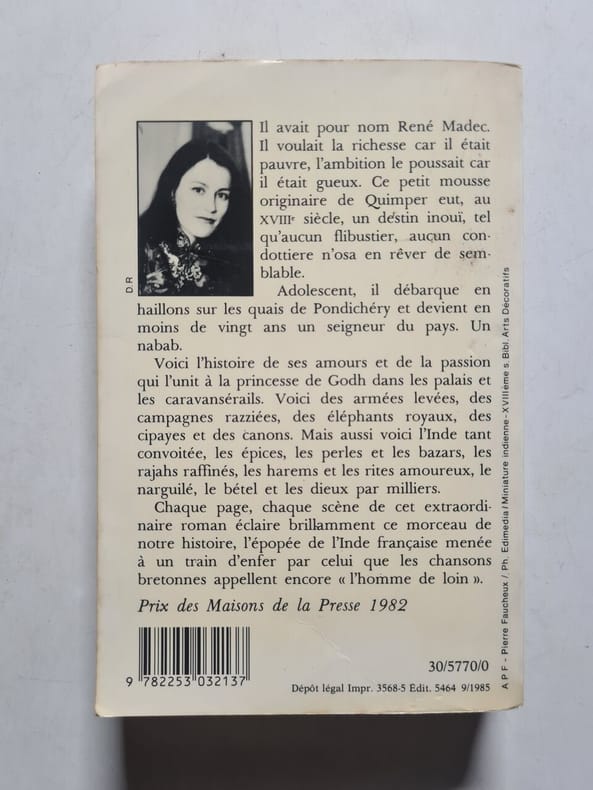 Il avait pour nom René Madec.
Il voulait la richesse car il était
pauvre, l'ambition le poussait car
il était gueux. Ce petit mousse
originaire de Quimper eut, au
XVIIIᵉ siècle, un destin inouï, tel
qu'aucun flibustier, aucun con-
dottiere n'osa en rêver de sem-
blable.
Adolescent, il débarque en
haillons sur les quais de Pondichéry et devient en
moins de vingt ans un seigneur du pays. Un
nabab.
Voici l'histoire de ses amours et de la passion
qui l'unit à la princesse de Godh dans les palais et
les caravansérails. Voici des armées levées, des
campagnes razziées, des éléphants royaux, des
cipayes et des canons. Mais aussi voici l'Inde tant
convoitée, les épices, les perles et les bazars, les
rajahs raffinés, les harems et les rites amoureux, le
narguilé, le bétel et les dieux par milliers.
Chaque page, chaque scène de cet extraordi-
naire roman éclaire brillamment ce morceau de
notre histoire, l'épopée de l'Inde française menée
à un train d'enfer par celui que les chansons
bretonnes appellent encore « l'homme de loin ».
Prix des Maisons de la Presse 1982
D.R
A P F - Pierre Faucheux / Ph. Edimedia / Miniature indienne - XVIIIème s. Bibl. Arts Décoratifs
30/5770/0
9 782253 032137
Dépôt légal Impr. 3568-5 Édit. 5464 9/1985